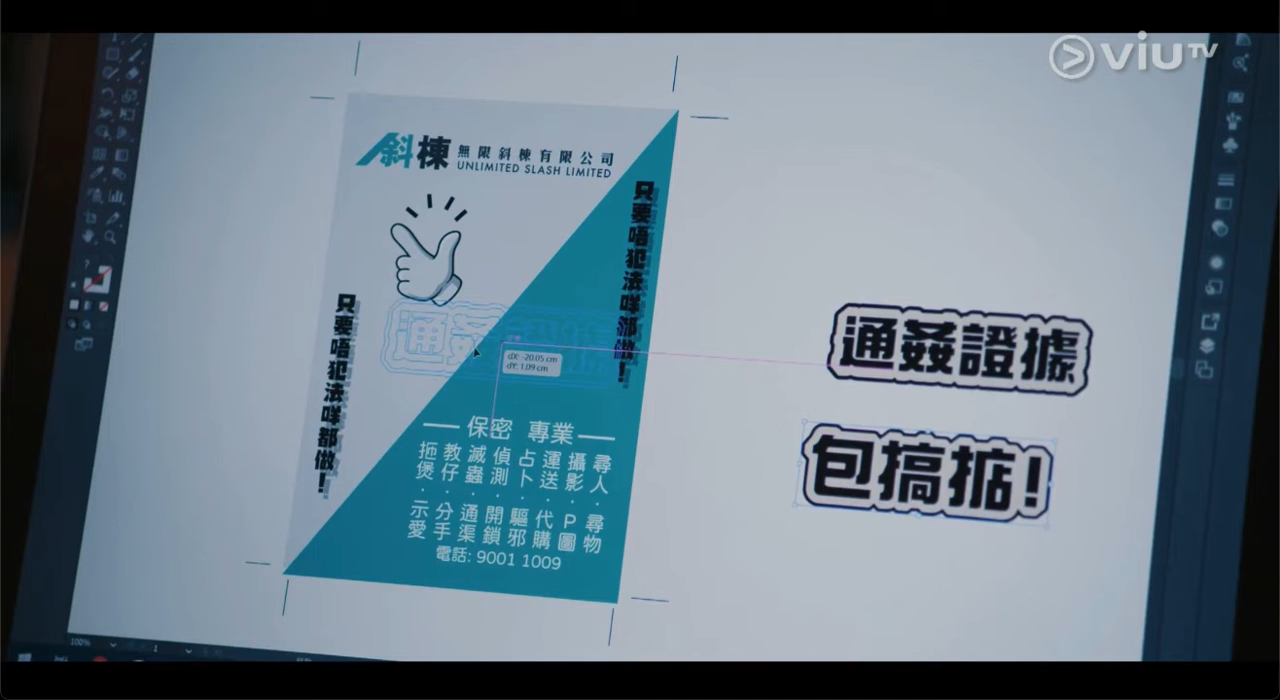 viuTV
斜棟 無限斜棟有限公司
UNLIMITED SLASH LIMITED
只要唔犯法咩都做!
只要唔犯法咩都做!
通姦證據
dX: -20.05 cm
dY: 1.09 cm
保密 專業
尋人·尋物
攝影·P圖
運送·代購
占卜·驅邪
偵測·開鎖
滅蟲·通渠
教仔·分手
拖煲·示愛
電話: 9001 1009
通姦證據
包搞掂!
100%
1